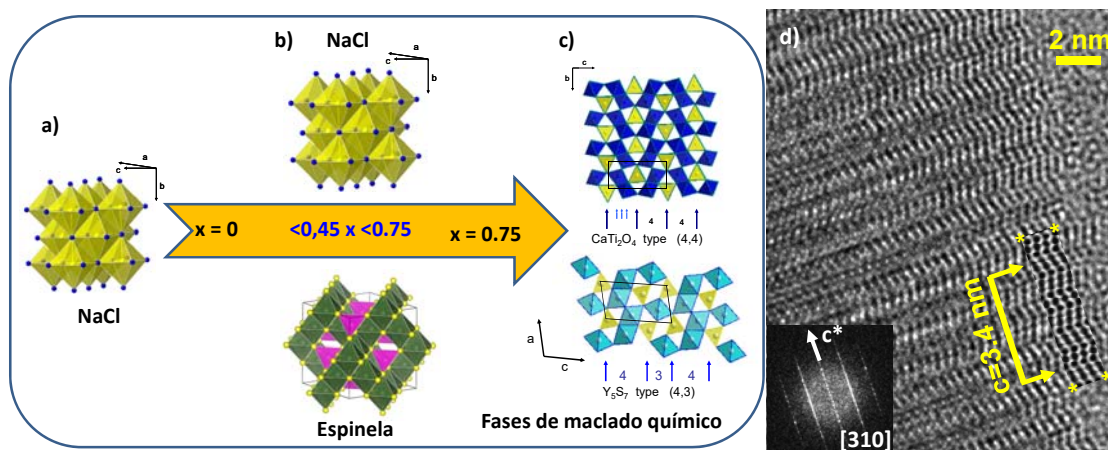 a)
a
c
b
NaCl
b)
NaCl
a
c
b
x = 0
<0,45 x <0.75
x = 0.75
Espinela
c)
c
b
4 4
CaTi₂O₄ type (4,4)
a
c
4 3 4
Y₅S₇ type (4,3)
Fases de maclado químico
d)
2 nm
c=3.4 nm
c*
[310]